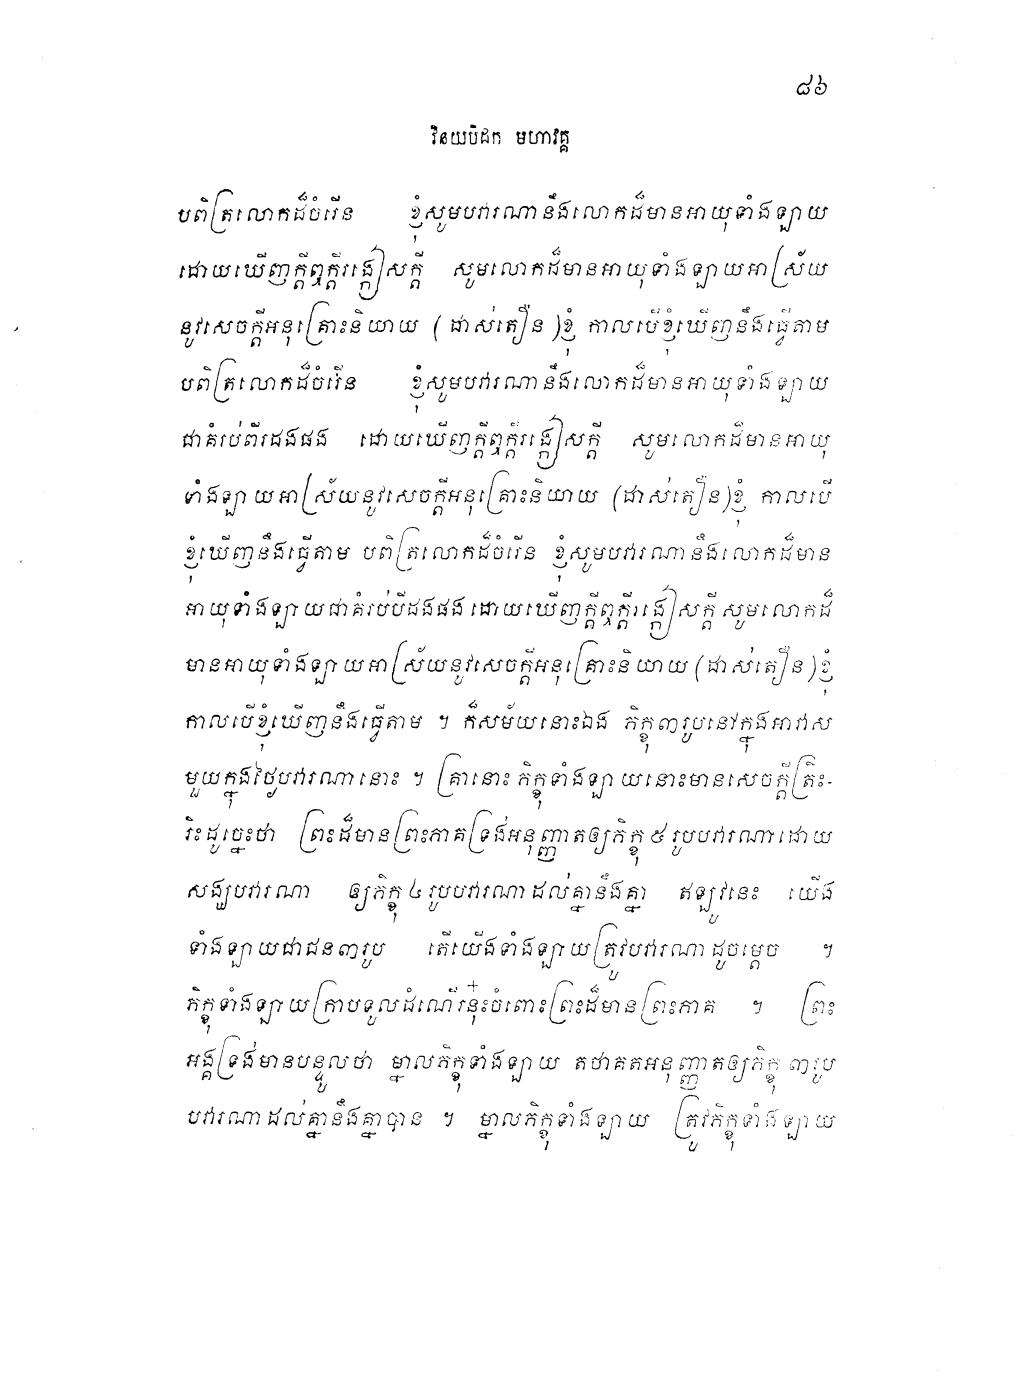 ៨៦
វិនយបិដក មហាវគ្គ
បពិត្រលោកដ៏ចំរើន ខ្ញុំសូមបវារណានឹងលោកដ៏មានអាយុទាំងឡាយ
ដោយឃើញក្តីឮក្តីរង្កៀសក្តី សូមលោកដ៏មានអាយុទាំងឡាយអាស្រ័យ
នូវសេចក្តីអនុគ្រោះនិយាយ ( ដាស់តឿន )ខ្ញុំ កាលបើខ្ញុំឃើញនឹងធ្វើតាម
បពិត្រលោកដ៏ចំរើន ខ្ញុំសូមបវារណានឹងលោកដ៏មានអាយុទាំងឡាយ
ជាគំរប់ពីរដងផង ដោយឃើញក្តីឮក្តីរង្កៀសក្តី សូមលោកដ៏មានអាយុ
ទាំងឡាយអាស្រ័យនូវសេចក្តីអនុគ្រោះនិយាយ (ដាស់តឿន)ខ្ញុំ កាលបើ
ខ្ញុំឃើញនឹងធ្វើតាម បពិត្រលោកដ៏ចំរើន ខ្ញុំសូមបវារណានឹងលោកដ៏មាន
អាយុទាំងឡាយជាគំរប់បីដងផង ដោយឃើញក្តីឮក្តីរង្កៀសក្តី សូមលោកដ៏
មានអាយុទាំងឡាយអាស្រ័យនូវសេចក្តីអនុគ្រោះនិយាយ (ដាស់តឿន)ខ្ញុំ
កាលបើខ្ញុំឃើញនឹងធ្វើតាម ។ ក៏សម័យនោះឯង ភិក្ខុ៣រូបនៅក្នុងអាវាស
មួយក្នុងថ្ងៃបវារណានោះ ។ គ្រានោះ ភិក្ខុទាំងឡាយនោះមានសេចក្តីត្រិះ-
រិះដូច្នេះថា ព្រះដ៏មានព្រះភាគទ្រង់អនុញ្ញាតឲ្យភិក្ខុ ៥ រូបបវារណាដោយ
សង្ឃបវារណា ឲ្យភិក្ខុ ៤ រូបបវារណាដល់គ្នានឹងគ្នា ឥឡូវនេះ យើង
ទាំងឡាយជាជន៣រូប តើយើងទាំងឡាយត្រូវបវារណាដូចម្តេច ។
ភិក្ខុទាំងឡាយក្រាបទូលដំណើរនុ៎ះចំពោះព្រះដ៏មានព្រះភាគ ។ ព្រះ
អង្គទ្រង់មានបន្ទូលថា ម្នាលភិក្ខុទាំងឡាយ តថាគតអនុញ្ញាតឲ្យភិក្ខុ ៣រូប
បវារណាដល់គ្នានឹងគ្នាបាន ។ ម្នាលភិក្ខុទាំងឡាយ ត្រូវភិក្ខុទាំងឡាយ